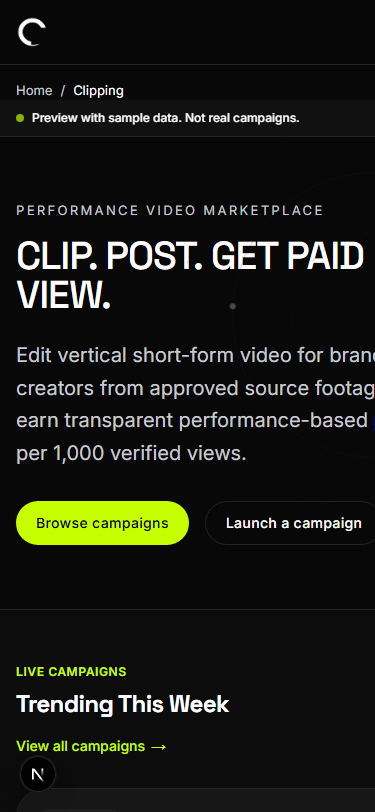 Home / Clipping
Preview with sample data. Not real campaigns.
PERFORMANCE VIDEO MARKETPLACE
CLIP. POST. GET PAID
VIEW.
Edit vertical short-form video for bran
creators from approved source footag
earn transparent performance-based
per 1,000 verified views.
Browse campaigns
Launch a campaign
LIVE CAMPAIGNS
Trending This Week
View all campaigns →
N